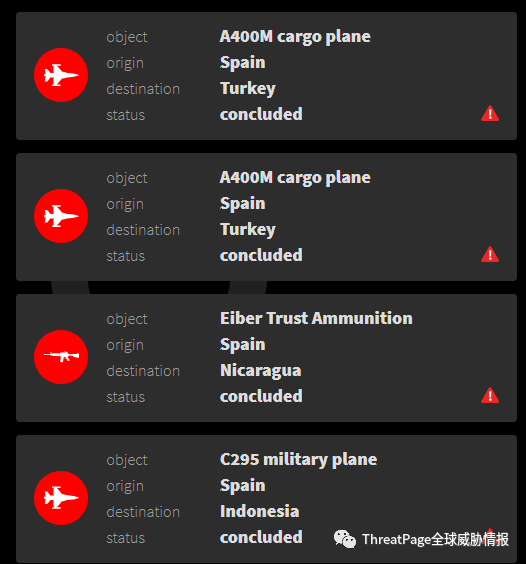 object A400M cargo plane
origin Spain
destination Turkey
status concluded
object A400M cargo plane
origin Spain
destination Turkey
status concluded
object Eiber Trust Ammunition
origin Spain
destination Nicaragua
status concluded
object C295 military plane
origin Spain
destination Indonesia
status concluded
ThreatPage全球威胁情报